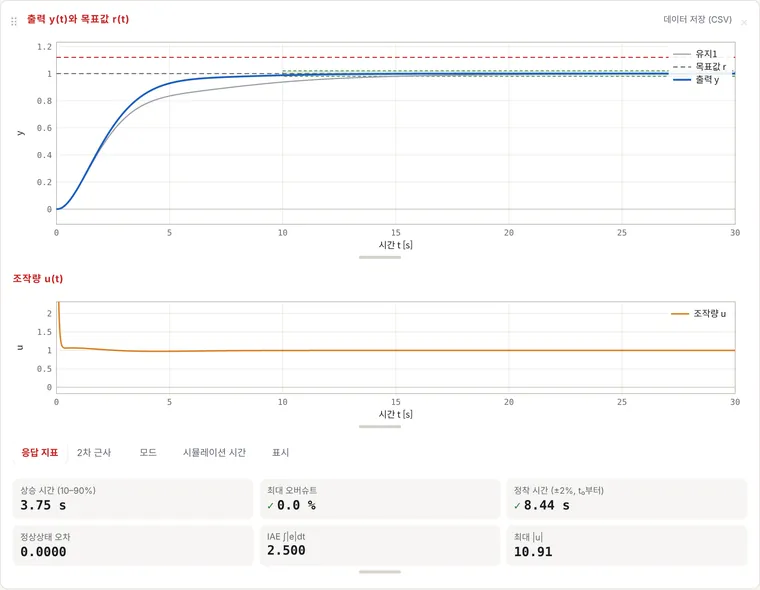 출력 y(t)와 목표값 r(t)
데이터 저장 (CSV) ×
1.2
1
0.8
0.6
0.4
0.2
0
y
유지1
목표값 r
출력 y
0 5 10 15 20 25 30
시간 t [s]
조작량 u(t)
2
1.5
1
0.5
0
u
조작량 u
0 5 10 15 20 25 30
시간 t [s]
응답 지표 2차 근사 모드 시뮬레이션 시간 표시
상승 시간 (10–90%)
3.75 s
최대 오버슈트
✓ 0.0 %
정착 시간 (±2%, t₀부터)
✓ 8.44 s
정상상태 오차
0.0000
IAE ∫|e|dt
2.500
최대 |u|
10.91